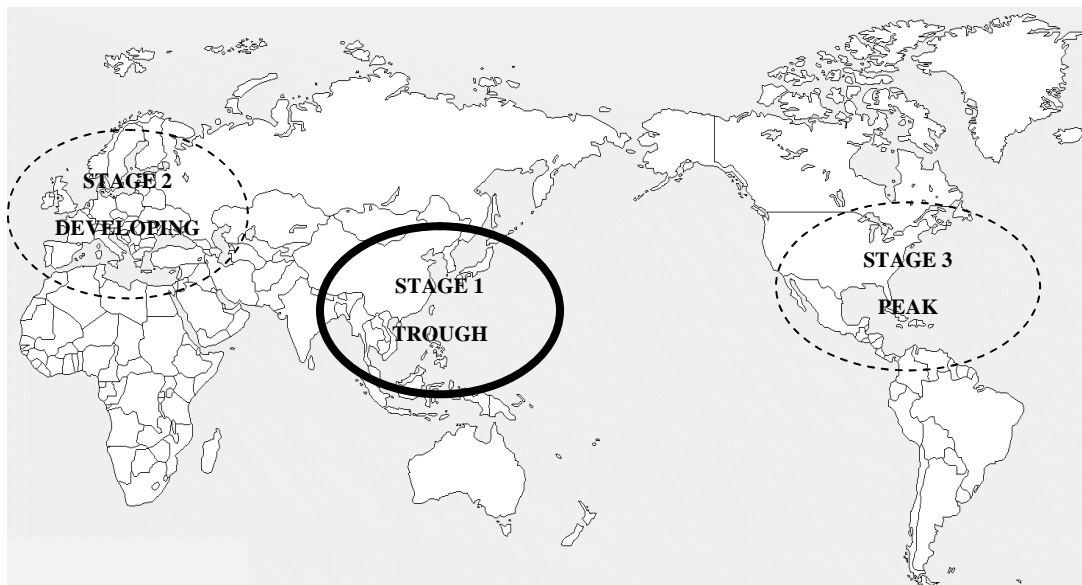 STAGE 2
DEVELOPING
STAGE 1
TROUGH
STAGE 3
PEAK